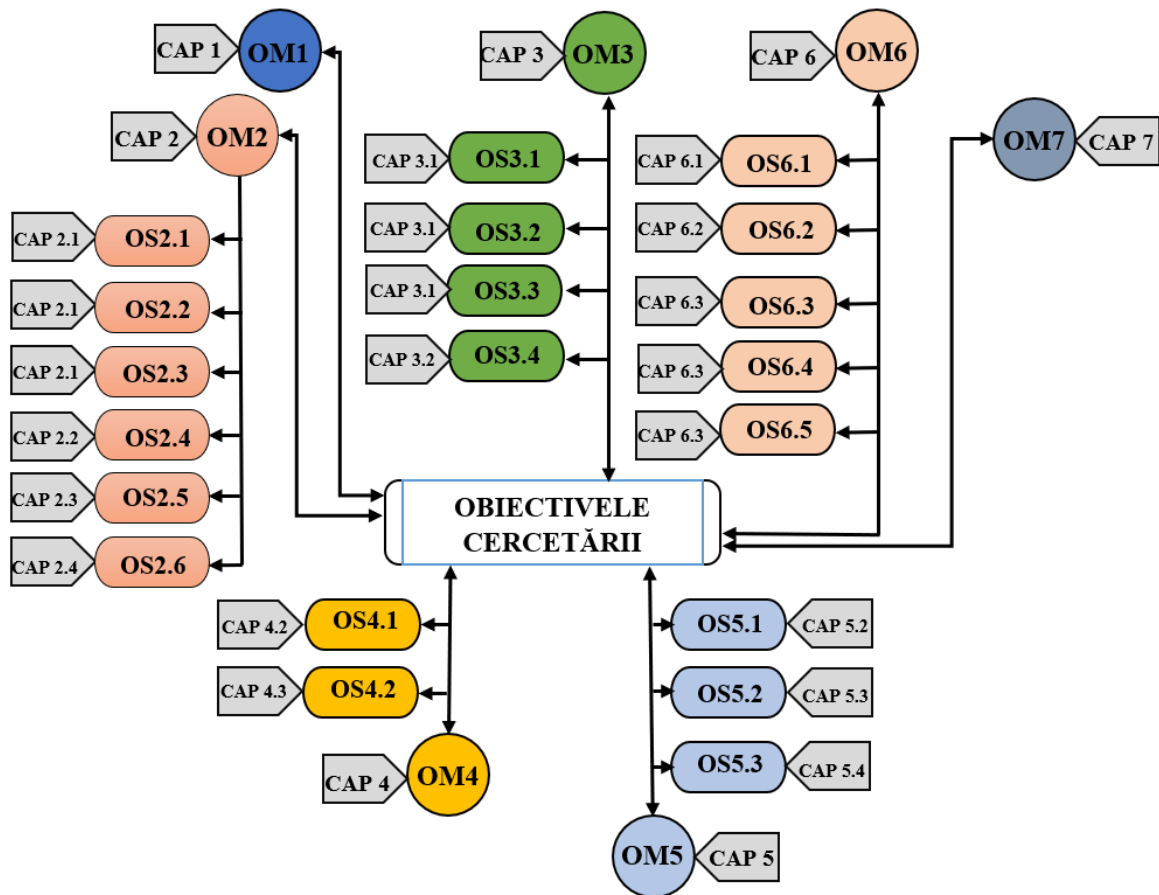 CAP 1
OM1
CAP 2
OM2
CAP 2.1
OS2.1
CAP 2.1
OS2.2
CAP 2.1
OS2.3
CAP 2.2
OS2.4
CAP 2.3
OS2.5
CAP 2.4
OS2.6
CAP 3
OM3
CAP 3.1
OS3.1
CAP 3.1
OS3.2
CAP 3.1
OS3.3
CAP 3.2
OS3.4
CAP 6
OM6
CAP 6.1
OS6.1
CAP 6.2
OS6.2
CAP 6.3
OS6.3
CAP 6.3
OS6.4
CAP 6.3
OS6.5
OM7
CAP 7
OBIECTIVELE
CERCETĂRII
CAP 4.2
OS4.1
CAP 4.3
OS4.2
CAP 4
OM4
OS5.1
CAP 5.2
OS5.2
CAP 5.3
OS5.3
CAP 5.4
OM5
CAP 5